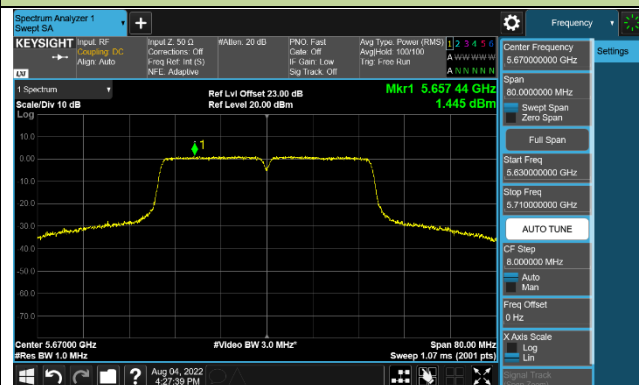 Spectrum Analyzer 1
Swept SA
+
Frequency
KEYSIGHT
Input: RF
Coupling: DC
Align: Auto
Input Z: 50 Ω
Corrections: Off
Freq Ref: Int (S)
NFE: Adaptive
#Atten: 20 dB
PNO: Fast
Gate: Off
IF Gain: Low
Sig Track: Off
Avg Type: Power (RMS)
Avg|Hold: 100/100
Trig: Free Run
1 2 3 4 5 6
A W W W W W
A N N N N N
LXI
1 Spectrum
Scale/Div 10 dB
Log
Ref Lvl Offset 23.00 dB
Ref Level 20.00 dBm
Mkr1 5.657 44 GHz
1.445 dBm
10.0
0.00
-10.0
-20.0
-30.0
-40.0
-50.0
-60.0
-70.0
1
Center 5.67000 GHz
#Res BW 1.0 MHz
#Video BW 3.0 MHz*
Span 80.00 MHz
Sweep 1.07 ms (2001 pts)
Aug 04, 2022
4:27:39 PM
?
Center Frequency
5.670000000 GHz
Span
80.0000000 MHz
Swept Span
Zero Span
Full Span
Start Freq
5.630000000 GHz
Stop Freq
5.710000000 GHz
AUTO TUNE
CF Step
8.000000 MHz
Auto
Man
Freq Offset
0 Hz
X Axis Scale
Log
Lin
Signal Track
Settings